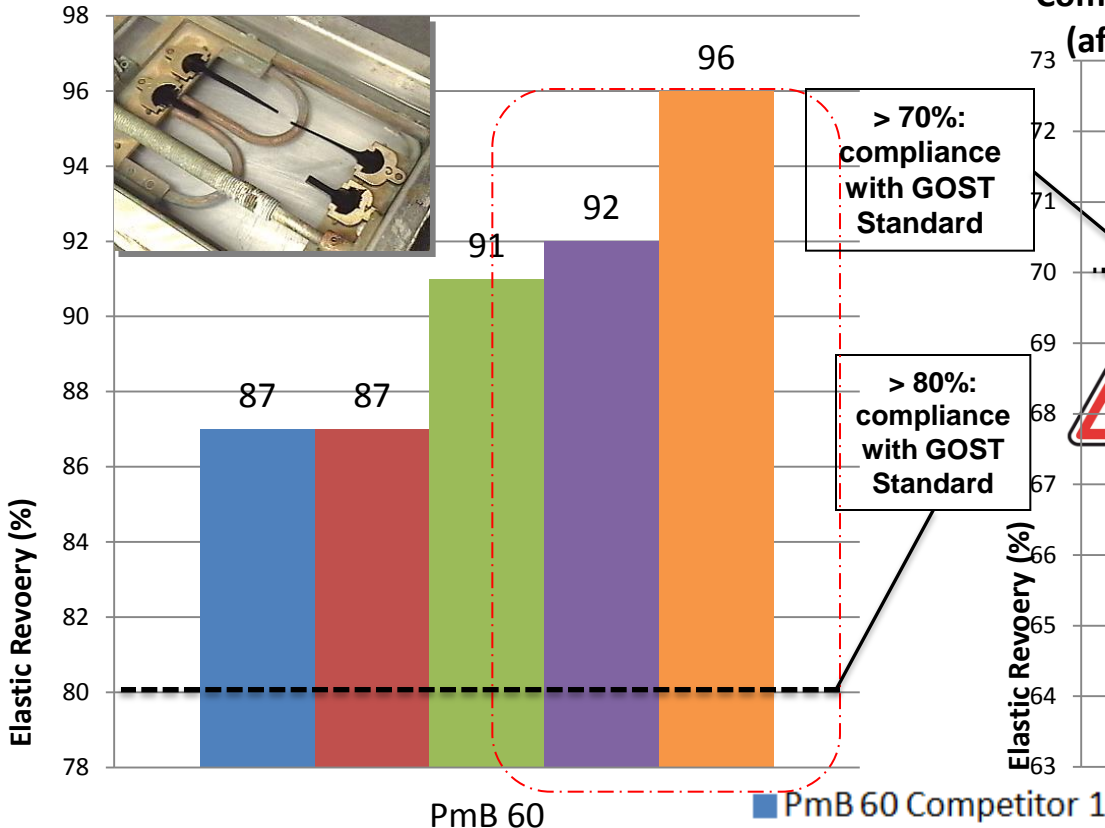 98
96
94
92
90
88
86
84
82
80
78
Elastic Revoery (%)
87
87
91
92
96
PmB 60
> 70%:
compliance
with GOST
Standard
> 80%:
compliance
with GOST
Standard
(af
73
72
71
70
69
68
67
66
65
64
63
Elastic Revoery (%)
PmB 60 Competitor 1